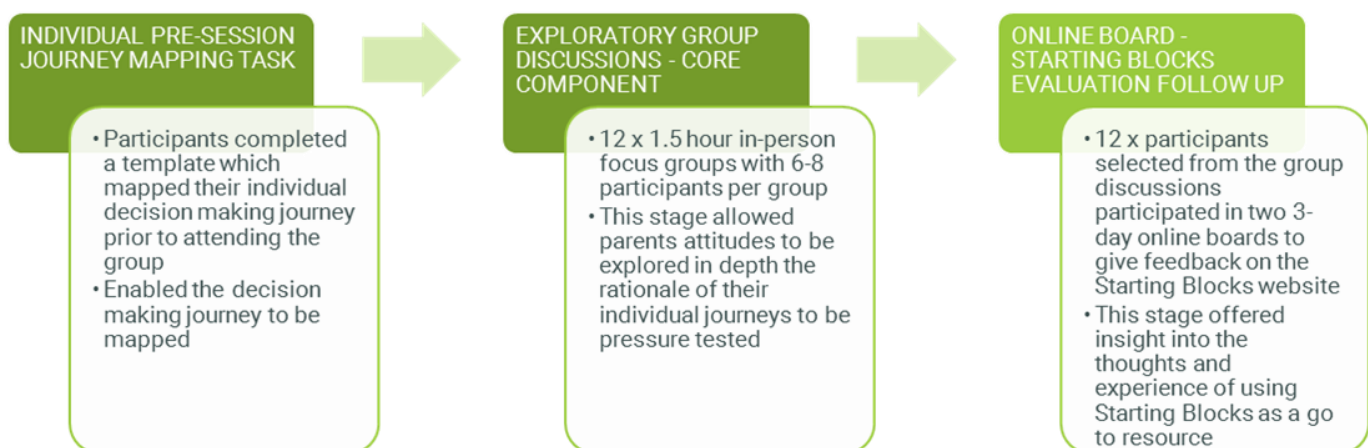 INDIVIDUAL PRE-SESSION
JOURNEY MAPPING TASK
• Participants completed
a template which
mapped their individual
decision making journey
prior to attending the
group
• Enabled the decision
making journey to be
mapped
EXPLORATORY GROUP
DISCUSSIONS - CORE
COMPONENT
• 12 x 1.5 hour in-person
focus groups with 6-8
participants per group
• This stage allowed
parents attitudes to be
explored in depth the
rationale of their
individual journeys to be
pressure tested
ONLINE BOARD -
STARTING BLOCKS
EVALUATION FOLLOW UP
• 12 x participants
selected from the group
discussions
participated in two 3-
day online boards to
give feedback on the
Starting Blocks website
• This stage offered
insight into the
thoughts and
experience of using
Starting Blocks as a go
to resource